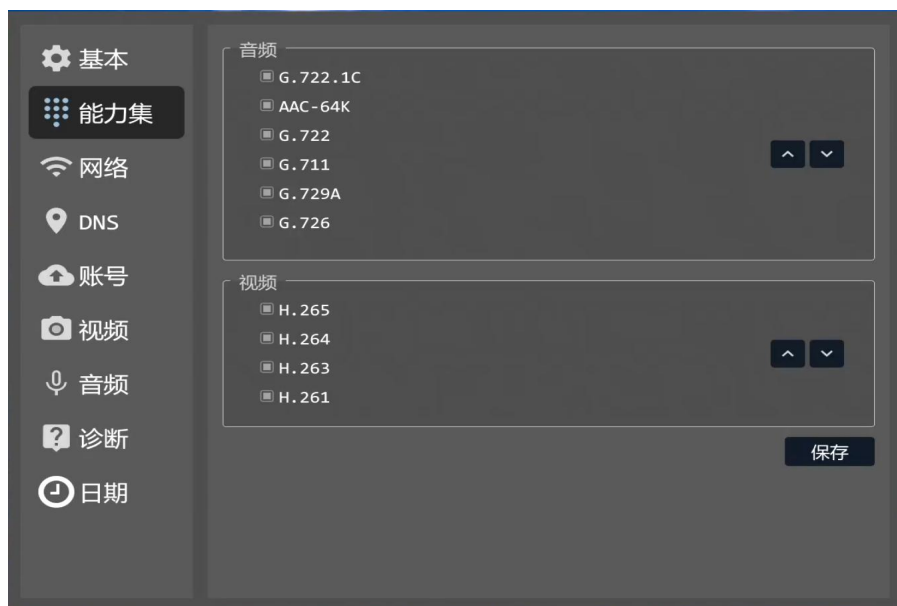 基本
能力集
网络
DNS
账号
视频
音频
诊断
日期
音频
G.722.1C
AAC-64K
G.722
G.711
G.729A
G.726
视频
H.265
H.264
H.263
H.261
保存